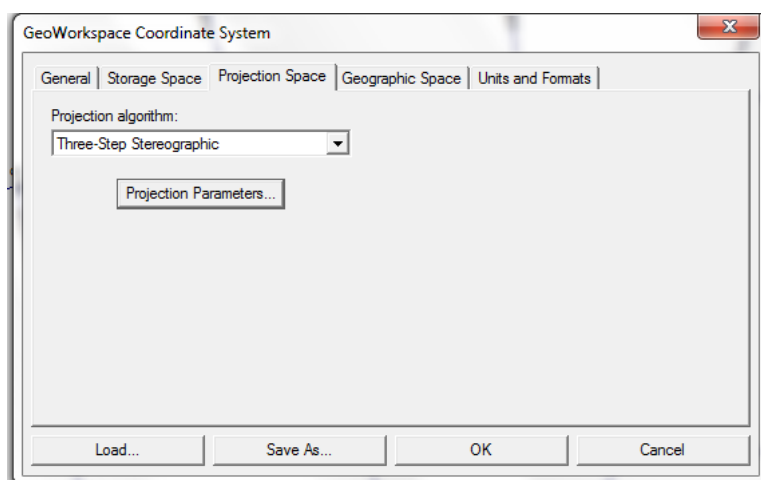 GeoWorkspace Coordinate System
General Storage Space Projection Space Geographic Space Units and Formats
Projection algorithm:
Three-Step Stereographic
Projection Parameters...
Load... Save As... OK Cancel